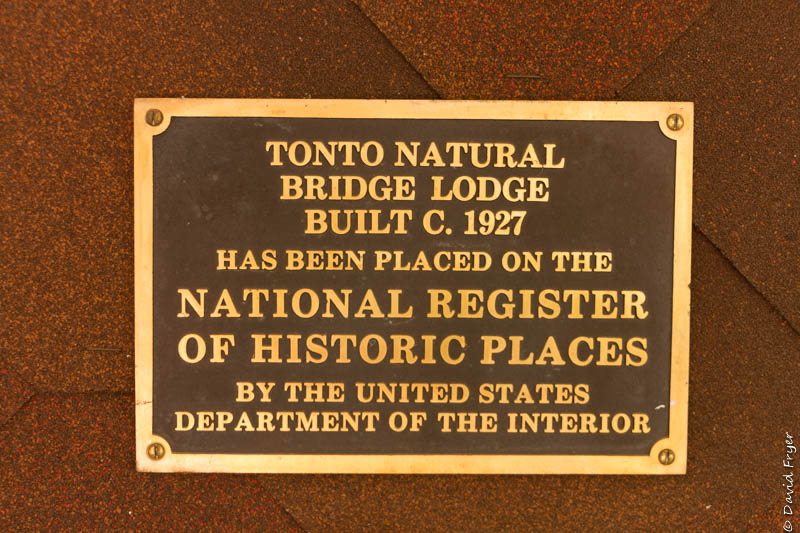 TONTO NATURAL
BRIDGE LODGE
BUILT C. 1927
HAS BEEN PLACED ON THE
NATIONAL REGISTER
OF HISTORIC PLACES
BY THE UNITED STATES
DEPARTMENT OF THE INTERIOR
© David Fryer